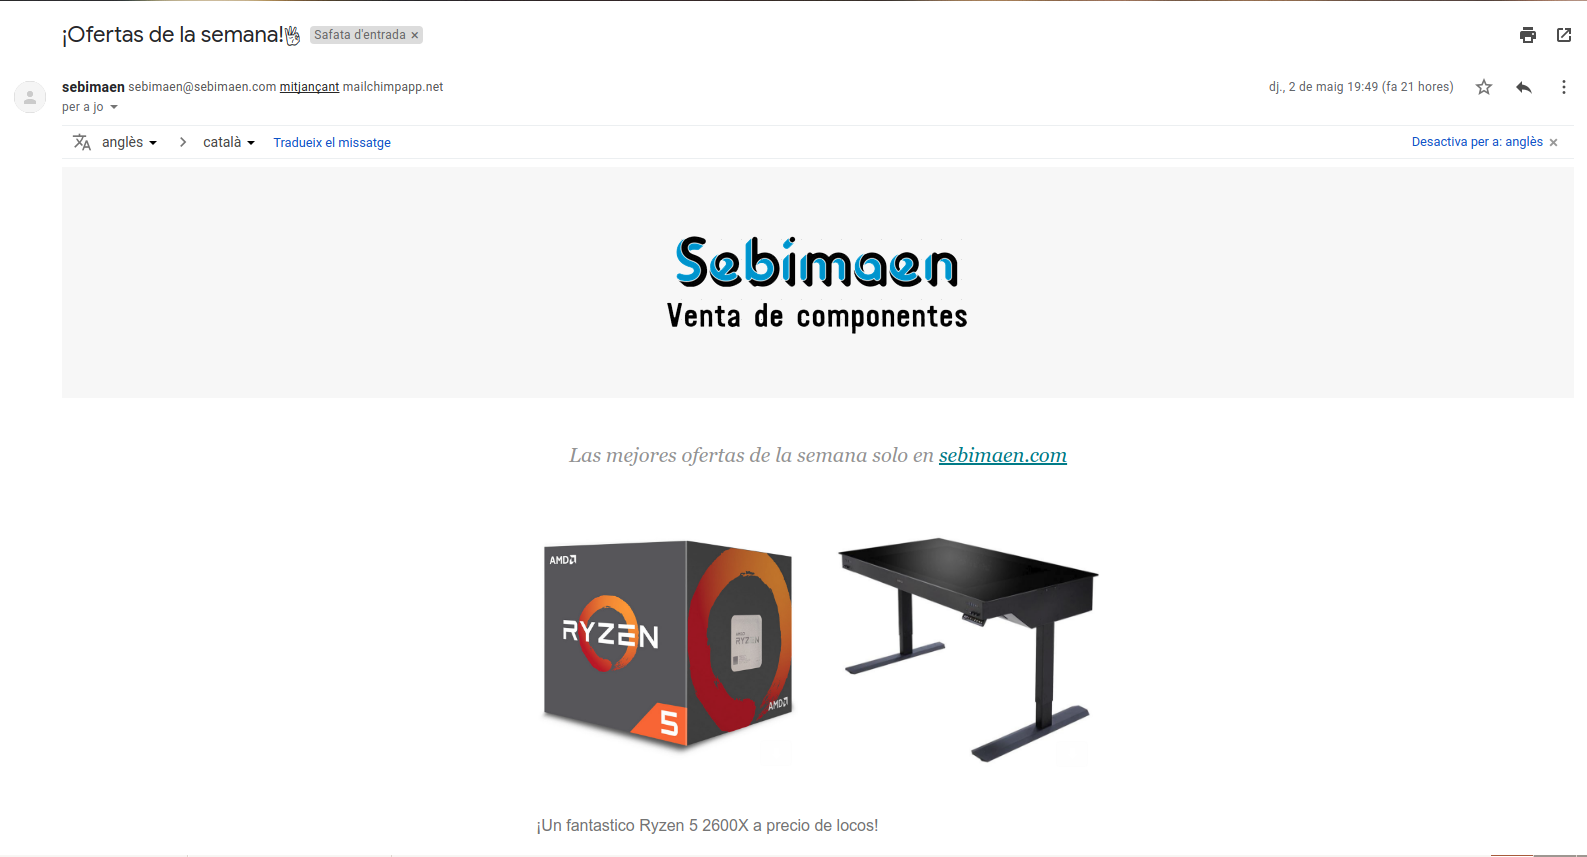 ¡Ofertas de la semana!👌 Safata d'entrada ×
sebimaen sebimaen@sebimaen.com mitjançant mailchimpapp.net
dj., 2 de maig 19:49 (fa 21 hores)
per a jo
anglès > català Tradueix el missatge
Desactiva per a: anglès ×
Sebimaen
Venta de componentes
Las mejores ofertas de la semana solo en sebimaen.com
AMD
RYZEN
5
AMD
RYZEN
AMD
¡Un fantastico Ryzen 5 2600X a precio de locos!